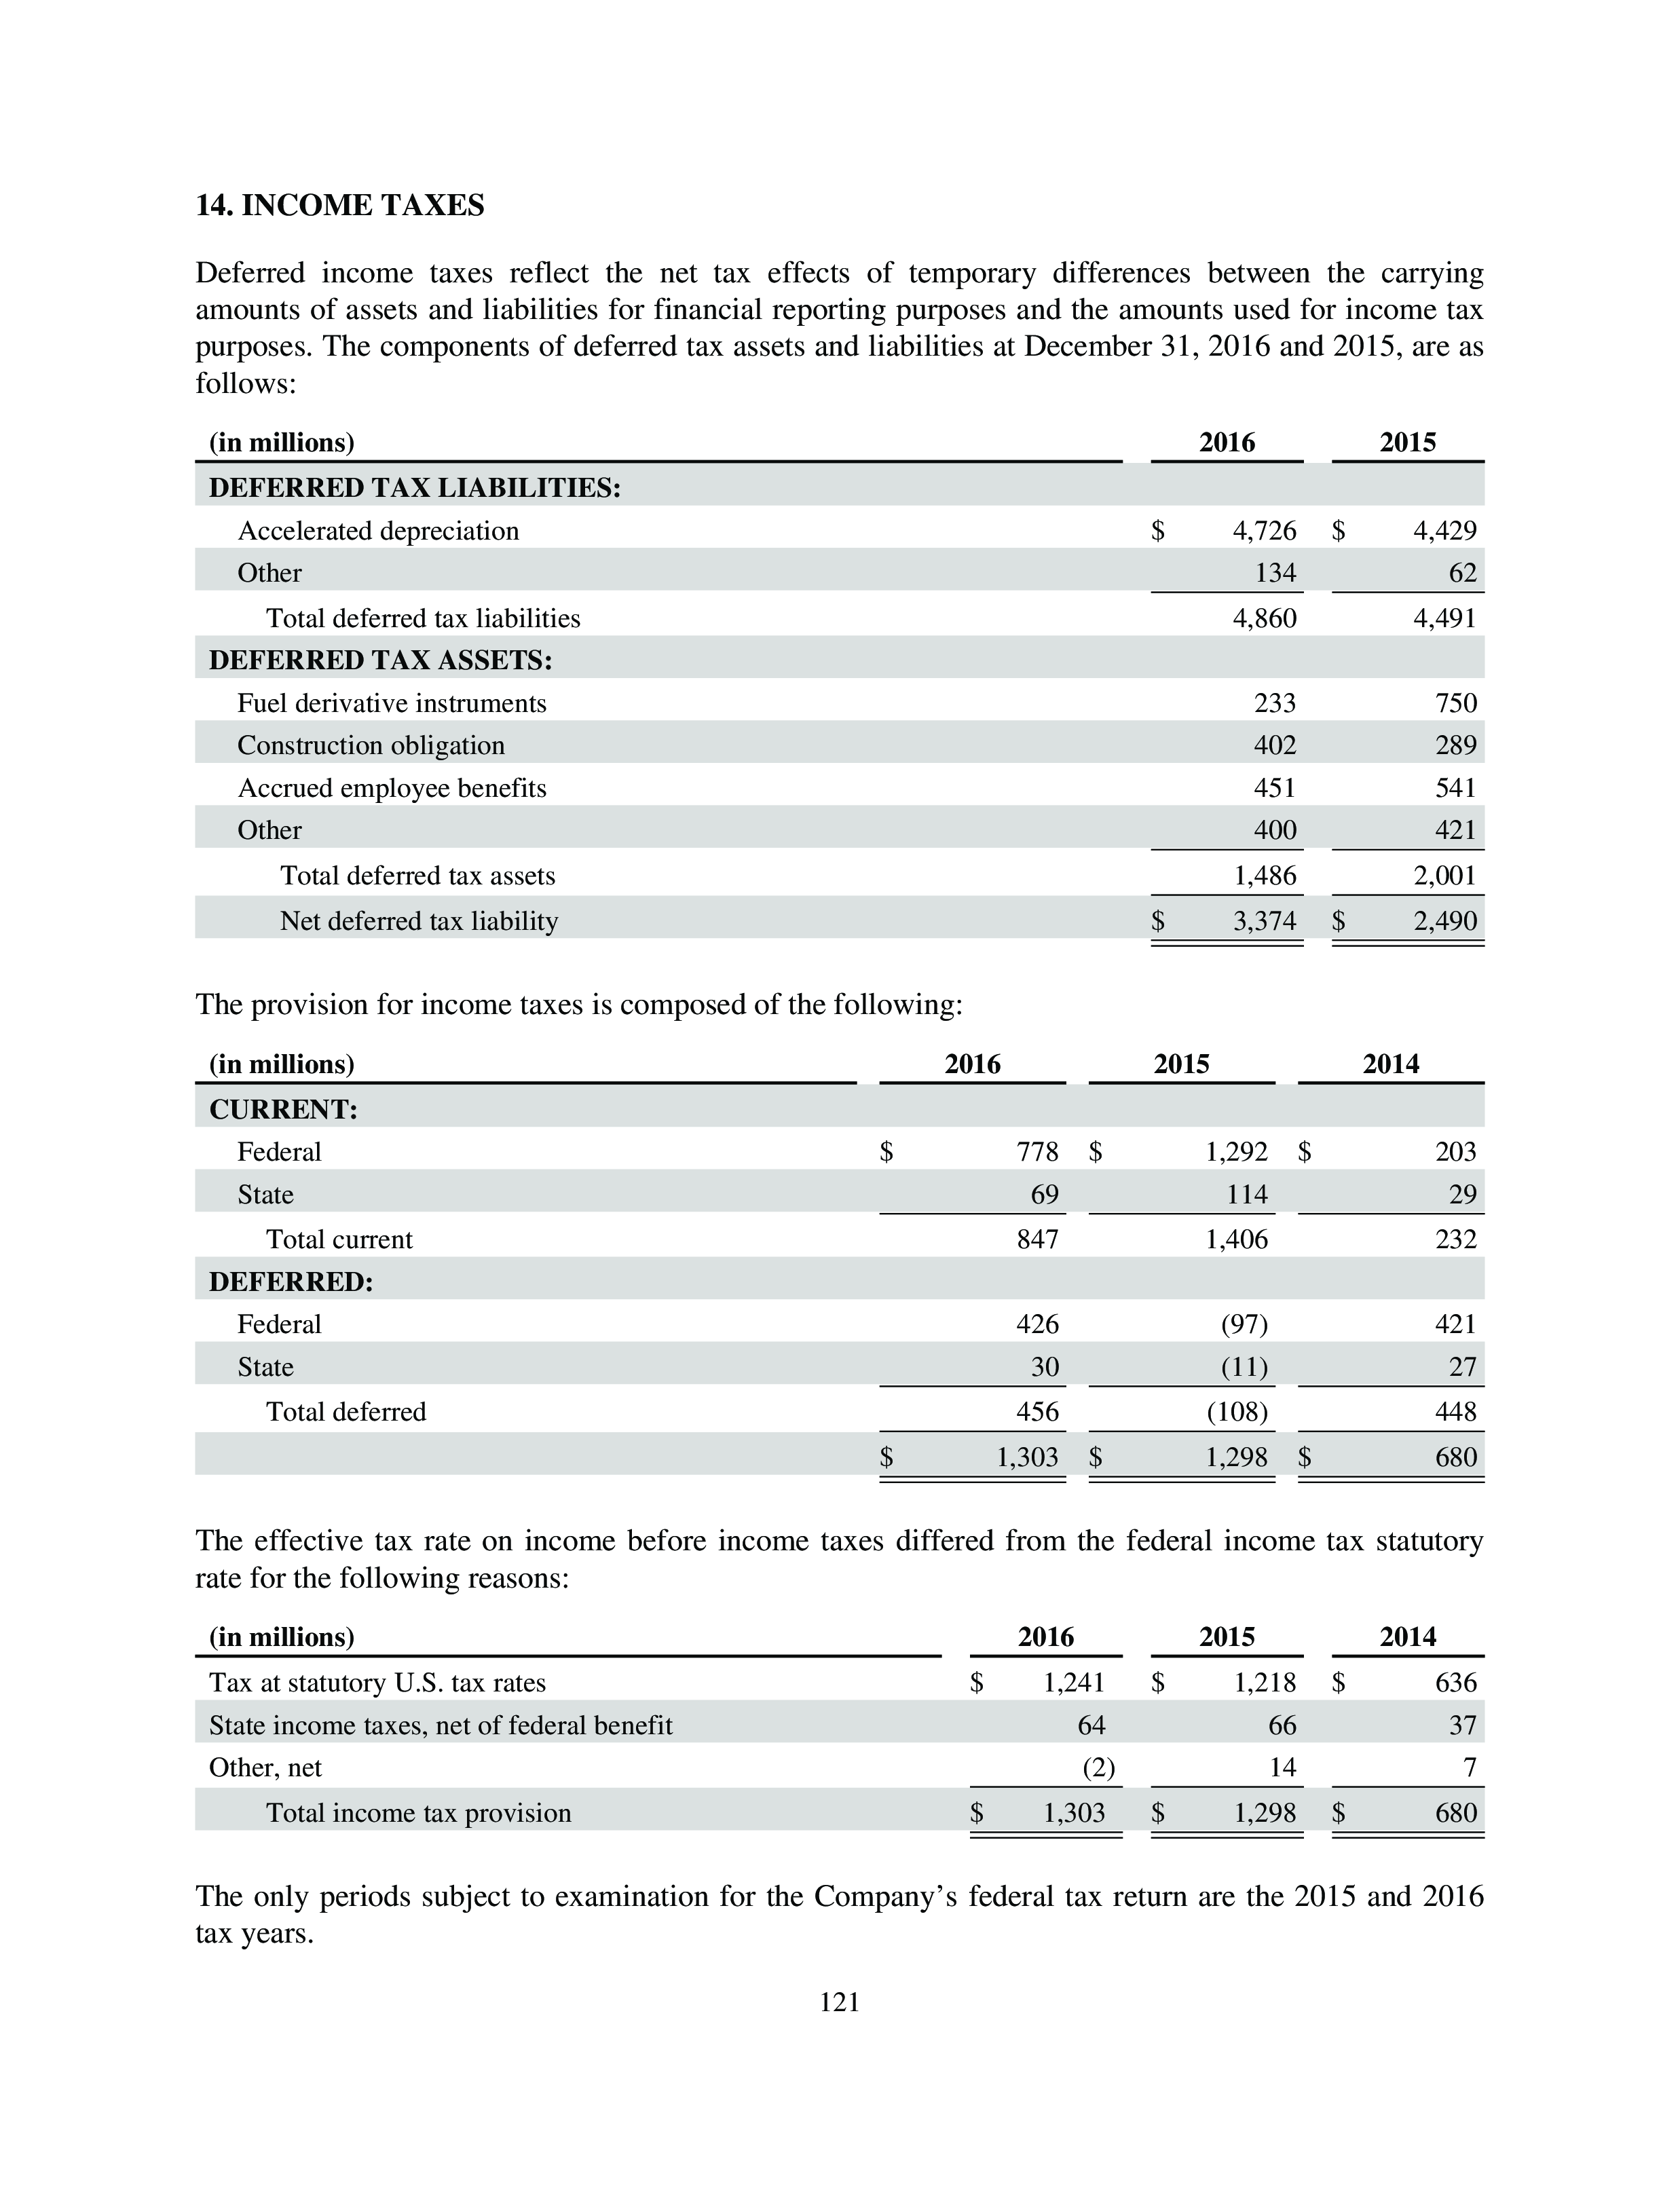 14. INCOME TAXES
Deferred income taxes reflect the net tax effects of temporary differences between the carrying
amounts of assets and liabilities for financial reporting purposes and the amounts used for income tax
purposes. The components of deferred tax assets and liabilities at December 31, 2016 and 2015, are as
follows:
(in millions) 2016 2015
DEFERRED TAX LIABILITIES:
Accelerated depreciation $ 4,726 $ 4,429
Other 134 62
Total deferred tax liabilities 4,860 4,491
DEFERRED TAX ASSETS:
Fuel derivative instruments 233 750
Construction obligation 402 289
Accrued employee benefits 451 541
Other 400 421
Total deferred tax assets 1,486 2,001
Net deferred tax liability $ 3,374 $ 2,490
The provision for income taxes is composed of the following:
(in millions) 2016 2015 2014
CURRENT:
Federal $ 778 $ 1,292 $ 203
State 69 114 29
Total current 847 1,406 232
DEFERRED:
Federal 426 (97) 421
State 30 (11) 27
Total deferred 456 (108) 448
$ 1,303 $ 1,298 $ 680
The effective tax rate on income before income taxes differed from the federal income tax statutory
rate for the following reasons:
(in millions) 2016 2015 2014
Tax at statutory U.S. tax rates $ 1,241 $ 1,218 $ 636
State income taxes, net of federal benefit 64 66 37
Other, net (2) 14 7
Total income tax provision $ 1,303 $ 1,298 $ 680
The only periods subject to examination for the Company’s federal tax return are the 2015 and 2016
tax years.
121